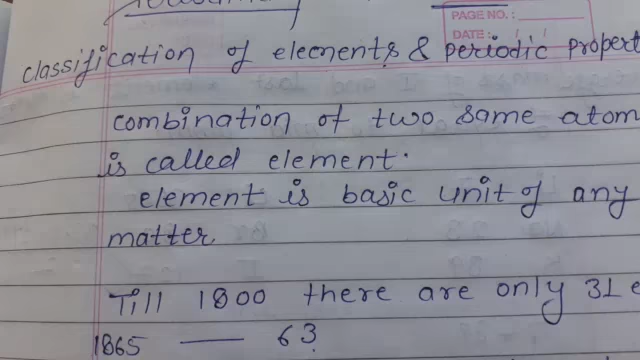 PAGE NO.:
DATE:
classification of elements & periodic propert
combination of two same atom
is called element.
element is basic unit of any
matter
Till 1800 there are only 31 e
1865 — 63